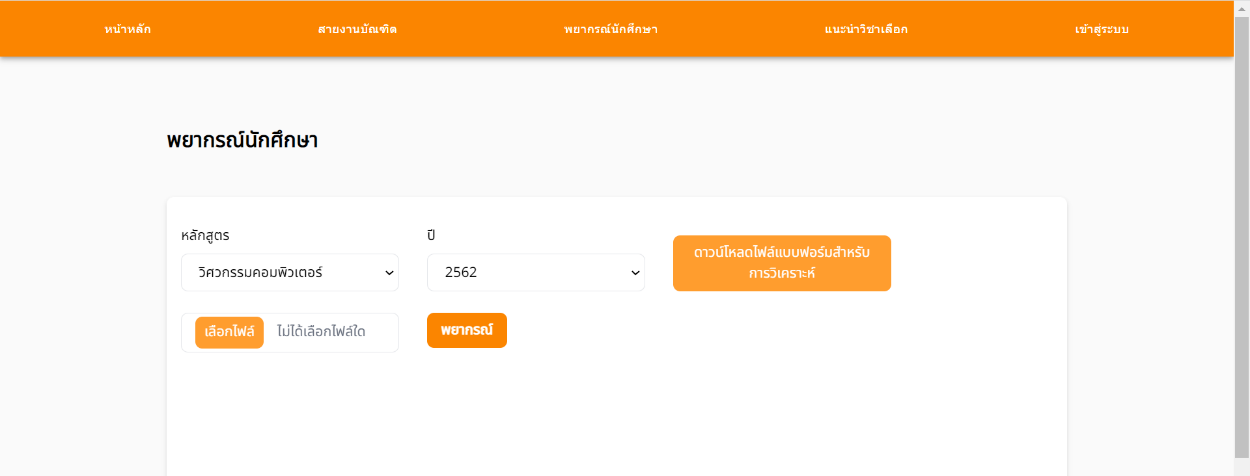 หน้าหลัก
สายงานบัณฑิต
พยากรณ์นักศึกษา
แนะนำวิชาเลือก
เข้าสู่ระบบ
พยากรณ์นักศึกษา
หลักสูตร
ปี
วิศวกรรมคอมพิวเตอร์
2562
ดาวน์โหลดไฟล์แบบฟอร์มสำหรับ
การวิเคราะห์
เลือกไฟล์
ไม่ได้เลือกไฟล์ใด
พยากรณ์